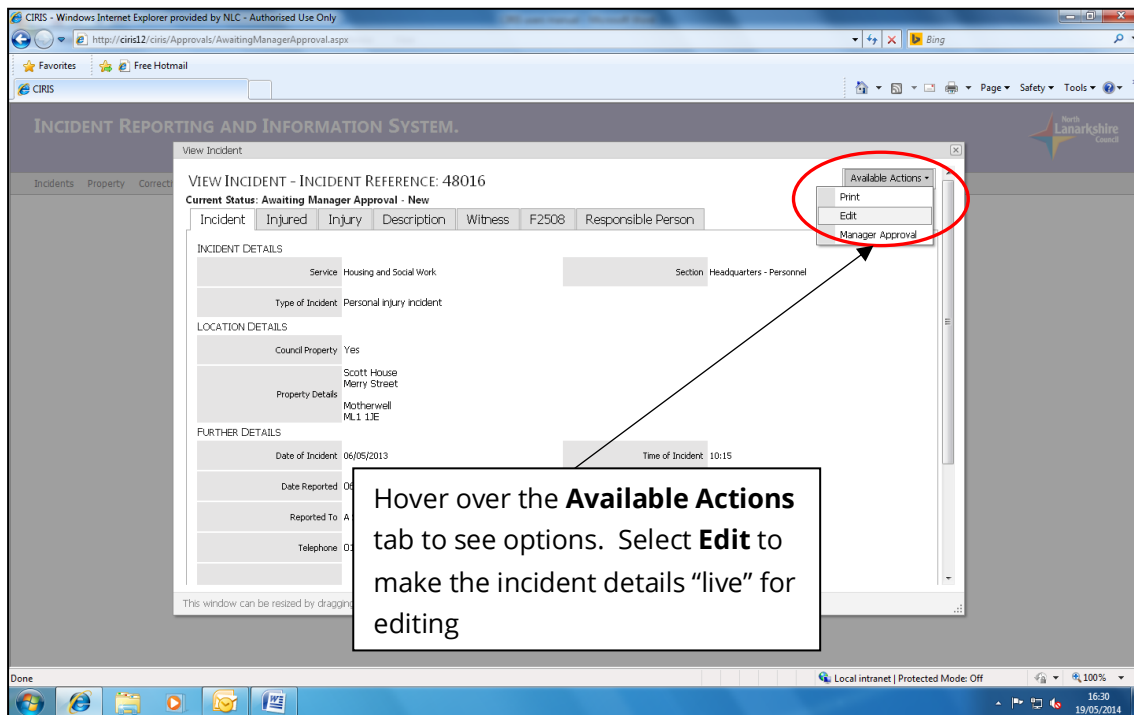 CIRIS - Windows Internet Explorer provided by NLC - Authorised Use Only
http://ciris12/ciris/Approvals/AwaitingManagerApproval.aspx
Bing
Favorites Free Hotmail
CIRIS
Page Safety Tools
INCIDENT REPORTING AND INFORMATION SYSTEM.
North
Lanarkshire
Council
View Incident
Incidents Property
VIEW INCIDENT - INCIDENT REFERENCE: 48016
Available Actions
Current Status: Awaiting Manager Approval - New
Print
Edit
Manager Approval
Incident Injured Injury Description Witness F2508 Responsible Person
INCIDENT DETAILS
Service Housing and Social Work Section Headquarters - Personnel
Type of Incident Personal injury incident
LOCATION DETAILS
Council Property Yes
Property Details
Scott House
Merry Street
Motherwell
ML1 1JE
FURTHER DETAILS
Date of Incident 06/05/2013 Time of Incident 10:15
Date Reported
Reported To A
Telephone
Hover over the Available Actions
tab to see options. Select Edit to
make the incident details “live” for
editing
This window can be resized by
Done
Local intranet | Protected Mode: Off
100%
16:30
19/05/2014